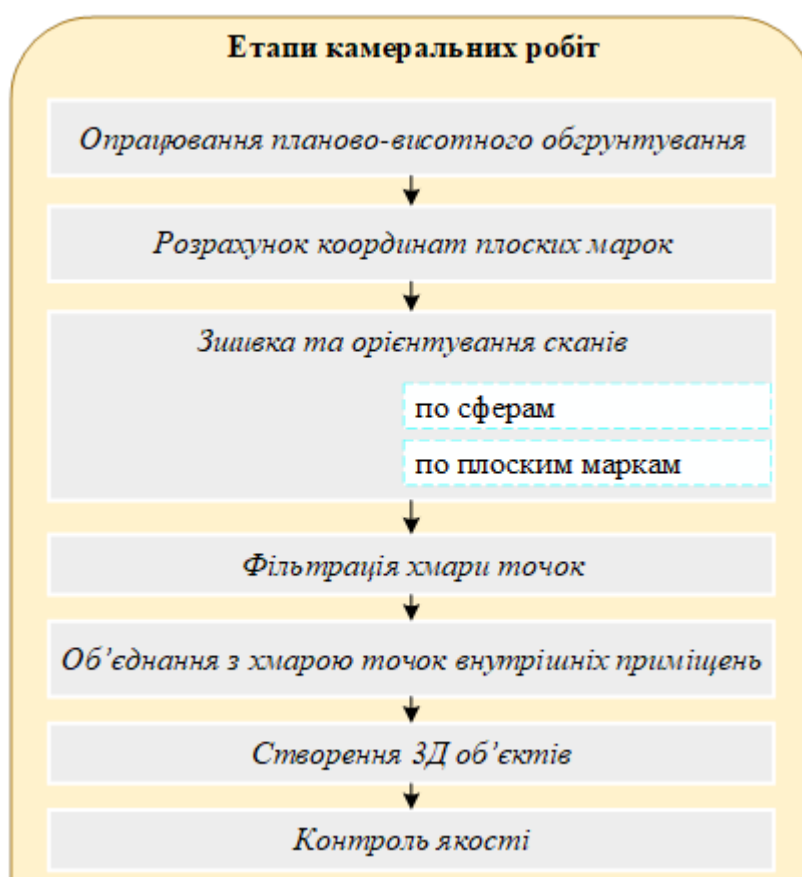 Етапи камеральних робіт
Опрацювання планово-висотного обгрунтування
Розрахунок координат плоских марок
Зшивка та орієнтування сканів
по сферам
по плоским маркам
Фільтрація хмари точок
Об’єднання з хмарою точок внутрішніх приміщень
Створення 3Д об’єктів
Контроль якості